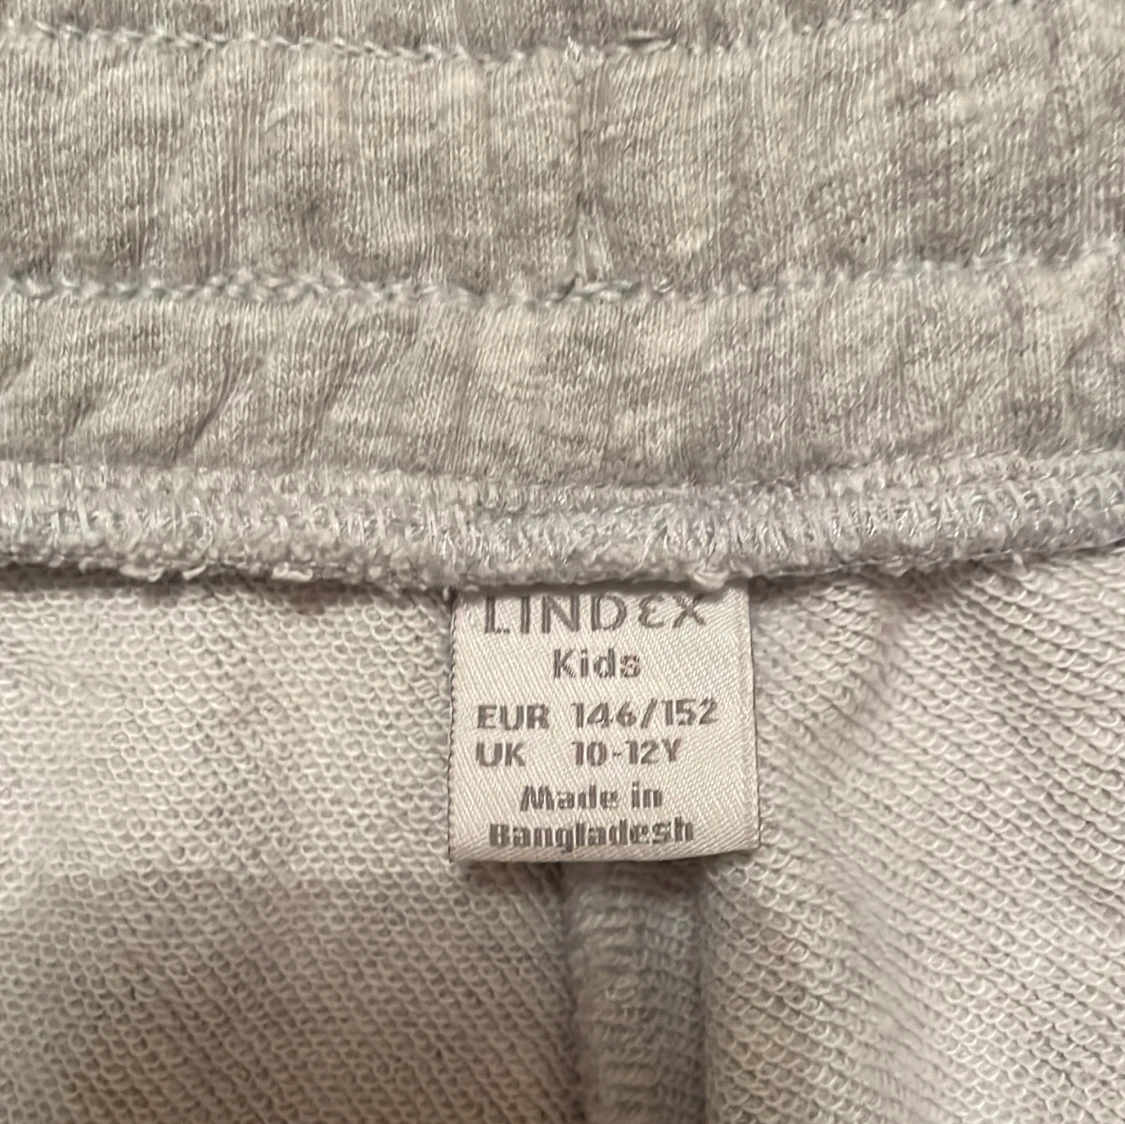 LINDEX
Kids
EUR 146/152
UK 10-12Y
Made in
Bangladesh